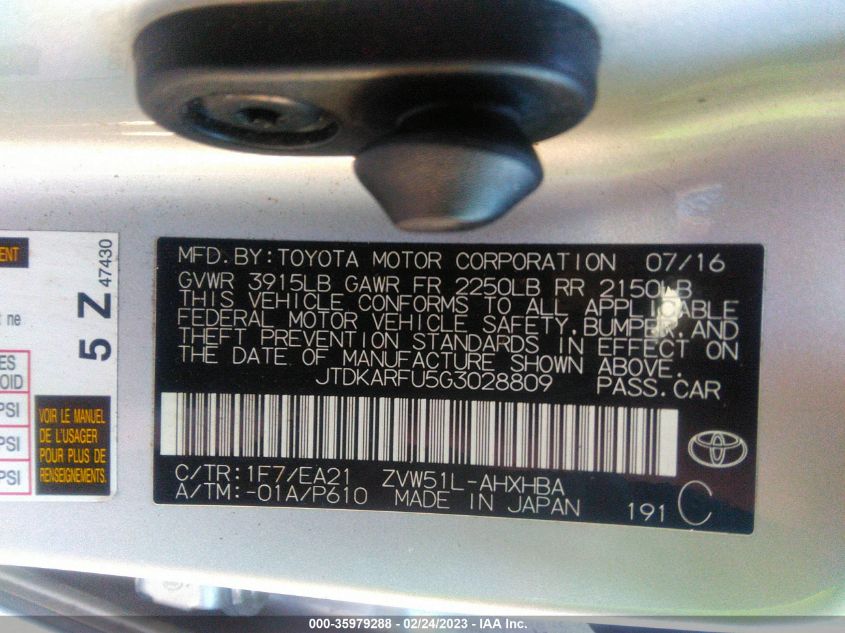 MFD. BY: TOYOTA MOTOR CORPORATION 07/16
GVWR 3915LB GAWR FR 2250LB RR 2150LB
THIS VEHICLE CONFORMS TO ALL APPLICABLE
FEDERAL MOTOR VEHICLE SAFETY, BUMPER, AND
THEFT PREVENTION STANDARDS IN EFFECT ON
THE DATE OF MANUFACTURE SHOWN ABOVE.
JTDKARFU5G3028809 PASS. CAR
C/TR: 1F7/EA21 ZVW51L-AHXHBA
A/TM: -01A/P610 MADE IN JAPAN 191 C
5 Z 47430
ne
OID
PSI
PSI
PSI
VOIR LE MANUEL
DE L'USAGER
POUR PLUS DE
RENSEIGNEMENTS.
000-35979288 - 02/24/2023 - IAA Inc.